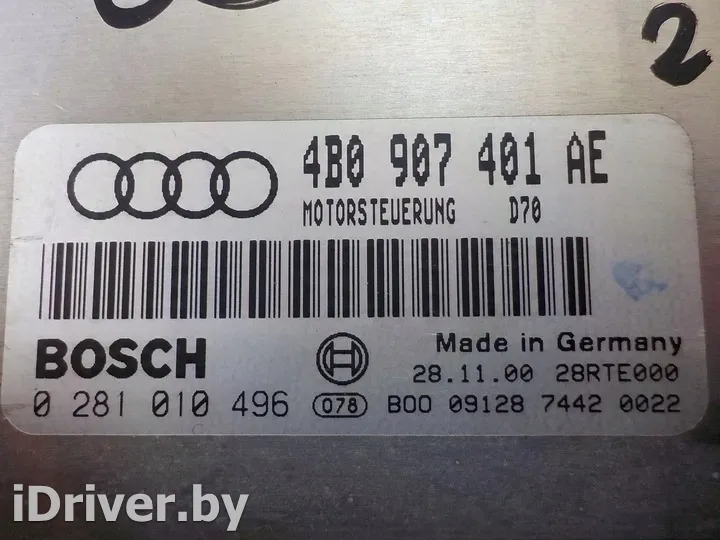 2
4B0 907 401 AE
MOTORSTEUERUNG D70
BOSCH
Made in Germany
28.11.00 28RTE000
0 281 010 496 078 B00 09128 7442 0022
iDriver.by